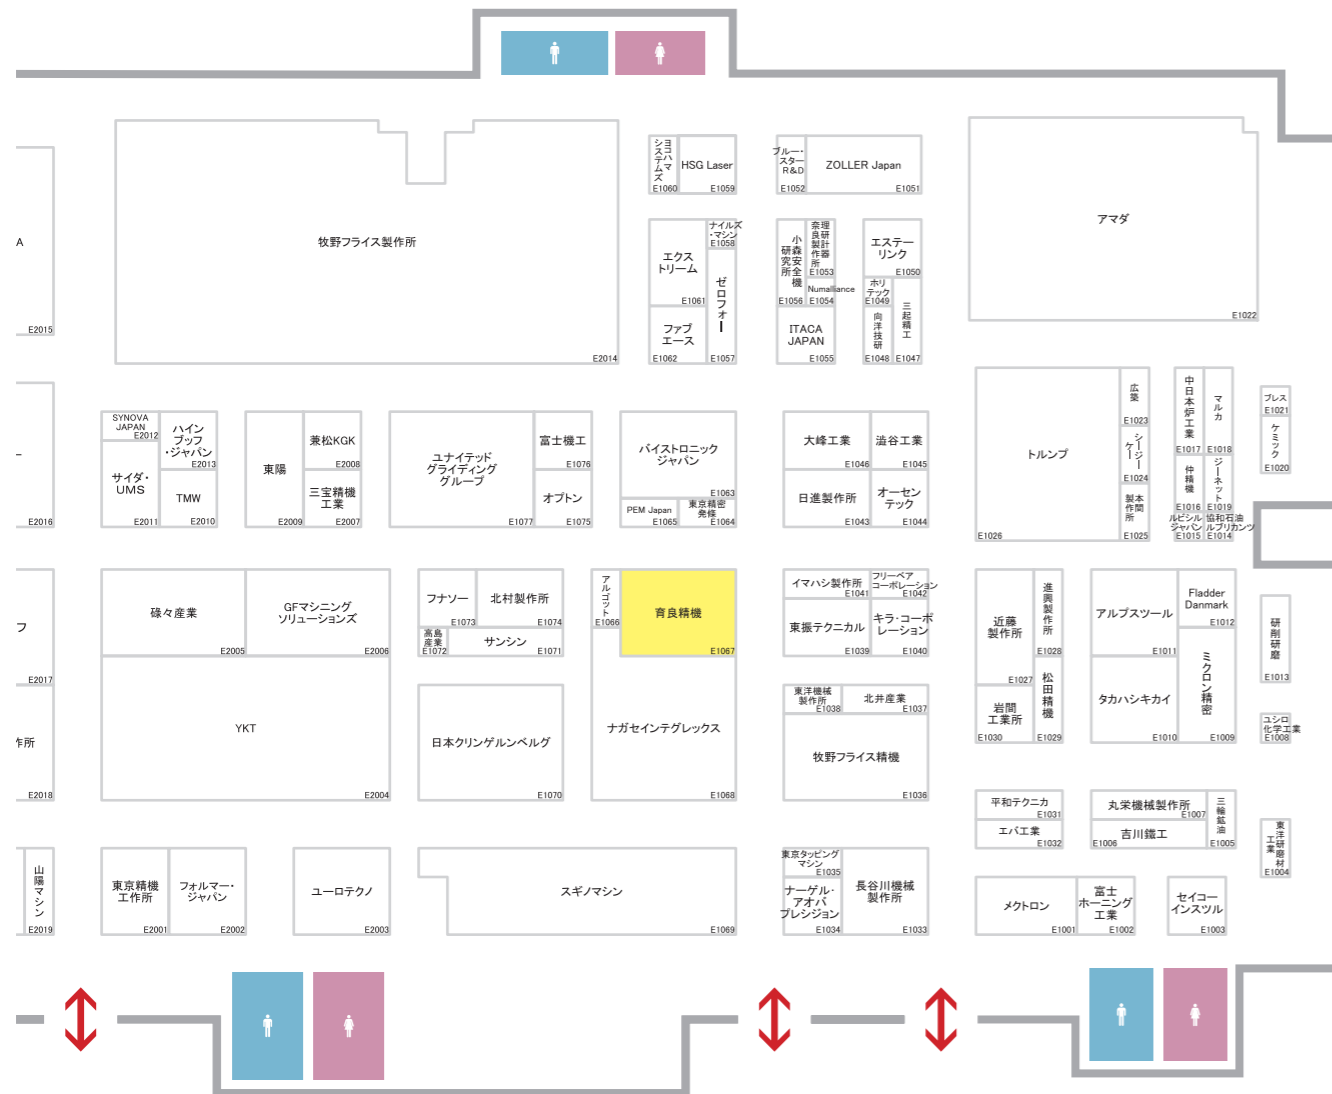 ヨコハマ
システムズ
E1060
HSG Laser
E1059
ブルー・
スター
R&D
E1052
ZOLLER Japan
E1051
A
E2015
牧野フライス製作所
E2014
エクス
トリーム
E1061
ナイルズ
・マシン
E1058
ファブ
エース
E1062
ゼロフォー
E1057
小森安全機
研究所
E1056
理研計器
奈良製作所
E1053
Numalliance
E1054
ITACA
JAPAN
E1055
エステー
リンク
E1050
ホリ
テック
E1049
向洋技研
E1048
三起精工
E1047
アマダ
E1022
ー
E2016
SYNOVA
JAPAN
E2012
ハイン
ブッフ
・ジャパン
E2013
サイダ・
UMS
E2011
TMW
E2010
東陽
E2009
兼松KGK
E2008
三宝精機
工業
E2007
ユナイテッド
グライディング
グループ
E1077
富士機工
E1076
オプトン
E1075
バイストロニック
ジャパン
E1063
PEM Japan
E1065
東京精密
発條
E1064
大峰工業
E1046
澁谷工業
E1045
日進製作所
E1043
オーセン
テック
E1044
トルンプ
E1026
広築
E1023
シージーケー
E1024
本間
製作所
E1025
中日本炉工業
E1017
マルカ
E1018
仲精機
E1016
ジーネット
E1019
ルビシル
ジャパン
E1015
協和石油
ルブリカンツ
E1014
ブレス
E1021
ケミック
E1020
フ
E2017
碌々産業
E2005
GFマシニング
ソリューションズ
E2006
YKT
E2004
フナソー
E1073
北村製作所
E1074
高島
産業
E1072
サンシン
E1071
アルゴット
E1066
育良精機
E1067
イマハシ製作所
E1041
フリーベア
コーポレーション
E1042
東振テクニカル
E1039
キラ・コーポ
レーション
E1040
近藤
製作所
E1027
進興製作所
E1028
岩間
工業所
E1030
松田精機
E1029
アルプスツール
E1011
Fladder
Danmark
E1012
タカハシキカイ
E1010
ミクロン精密
E1009
研削研磨
E1013
ユシロ
化学工業
E1008
作所
E2018
日本クリンゲルンベルグ
E1070
ナガセインテグレックス
E1068
東洋機械
製作所
E1038
北井産業
E1037
牧野フライス精機
E1036
平和テクニカ
E1031
エバ工業
E1032
丸栄機械製作所
E1007
吉川鐵工
E1006
三輪鉱油
E1005
東洋研磨材
工業
E1004
山陽マシン
E2019
東京精機
工作所
E2001
フォルマー・
ジャパン
E2002
ユーロテクノ
E2003
スギノマシン
E1069
東京タッピング
マシン
E1035
ナーゲル・
アオバ
プレシジョン
E1034
長谷川機械
製作所
E1033
メクトロン
E1001
富士
ホーニング
工業
E1002
セイコー
インスツル
E1003